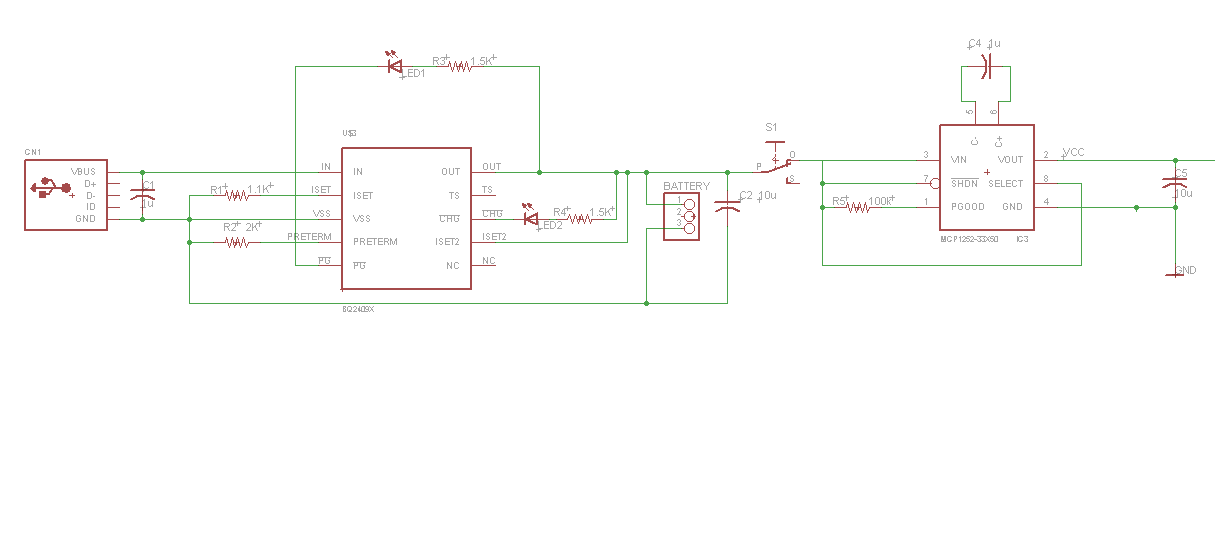 C4 1u
LED1
R3 1.5K
5
6
C-
C+
S1
U$3
CN1
VBUS
D+
D-
ID
GND
C1
1u
R1 1.1K
R2 2K
IN
ISET
VSS
PRETERM
PG
IN
ISET
VSS
PRETERM
PG
OUT
TS
CHG
ISET2
NC
OUT
TS
CHG
ISET2
NC
BQ2409X
LED2
R4 1.5K
BATTERY
1
2
3
C2 10u
P
O
S
3
7
1
VIN
SHDN
PGOOD
VOUT
SELECT
GND
2
8
4
VCC
R5 100K
MCP1252-33X50
IC3
C5
10u
GND